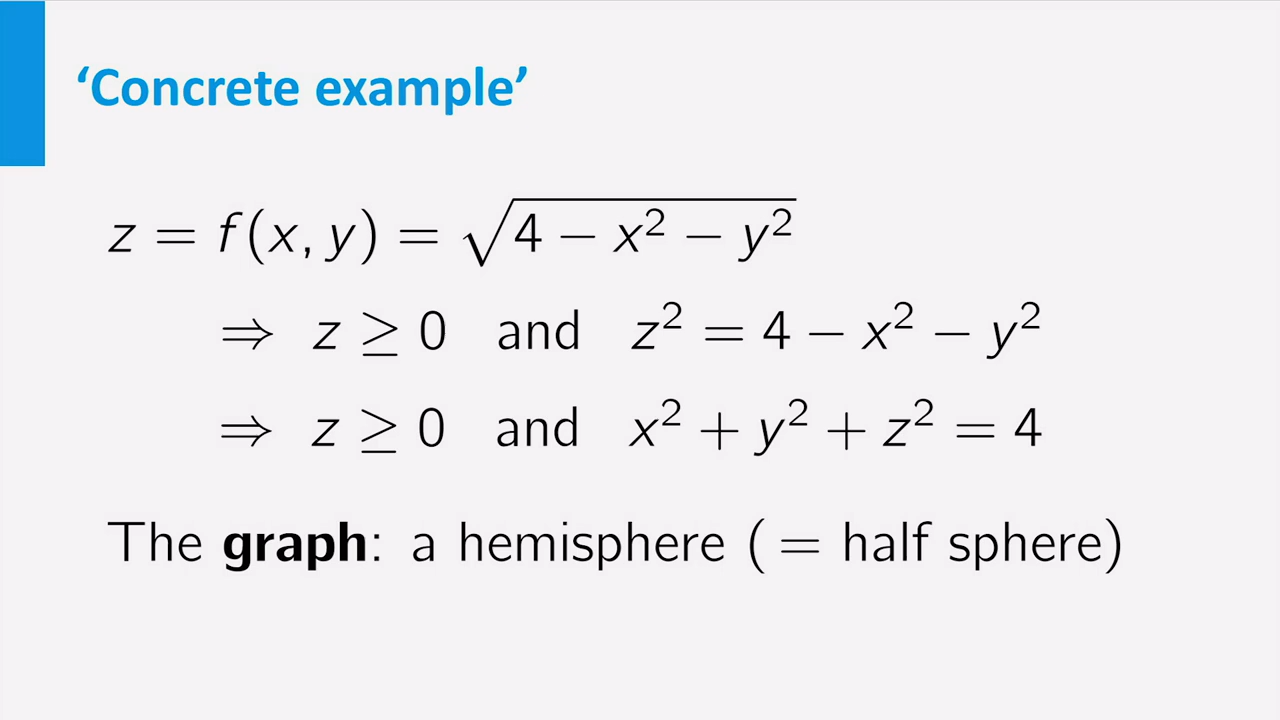 ‘Concrete example’
z = f(x, y) = √(4 − x² − y²)
⇒ z ≥ 0 and z² = 4 − x² − y²
⇒ z ≥ 0 and x² + y² + z² = 4
The graph: a hemisphere ( = half sphere)